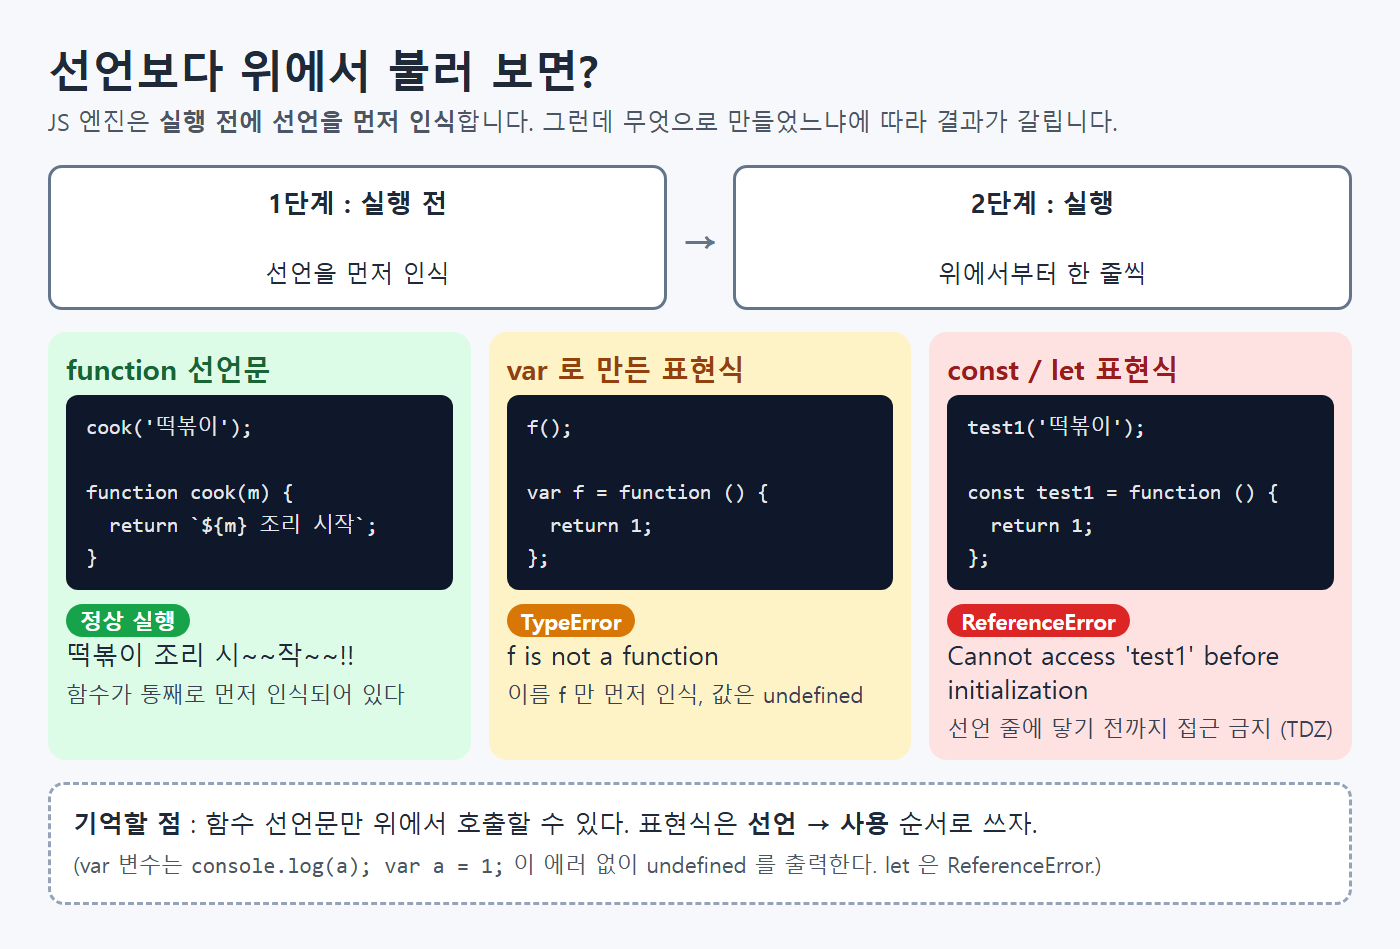 선언보다 위에서 불러 보면?
JS 엔진은 실행 전에 선언을 먼저 인식합니다. 그런데 무엇으로 만들었느냐에 따라 결과가 갈립니다.
1단계 : 실행 전
선언을 먼저 인식
→
2단계 : 실행
위에서부터 한 줄씩
function 선언문
cook('떡볶이');
function cook(m) {
  return `${m} 조리 시작`;
}
정상 실행
떡볶이 조리 시~~작~~!!
함수가 통째로 먼저 인식되어 있다
var 로 만든 표현식
f();
var f = function () {
  return 1;
};
TypeError
f is not a function
이름 f 만 먼저 인식, 값은 undefined
const / let 표현식
test1('떡볶이');
const test1 = function () {
  return 1;
};
ReferenceError
Cannot access 'test1' before
initialization
선언 줄에 닿기 전까지 접근 금지 (TDZ)
기억할 점 : 함수 선언문만 위에서 호출할 수 있다. 표현식은 선언 → 사용 순서로 쓰자.
(var 변수는 console.log(a); var a = 1; 이 에러 없이 undefined 를 출력한다. let 은 ReferenceError.)